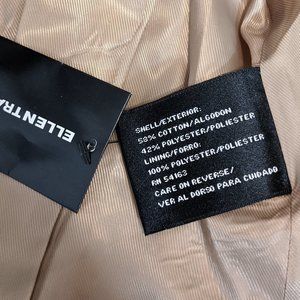 ELLEN TRA
SHELL/EXTERIOR:
58% COTTON/ALGODON
42% POLYESTER/POLIESTER
LINING/FORRO:
100% POLYESTER/POLIESTER
RN 54163
CARE ON REVERSE/
VER AL DORSO PARA CUIDADO